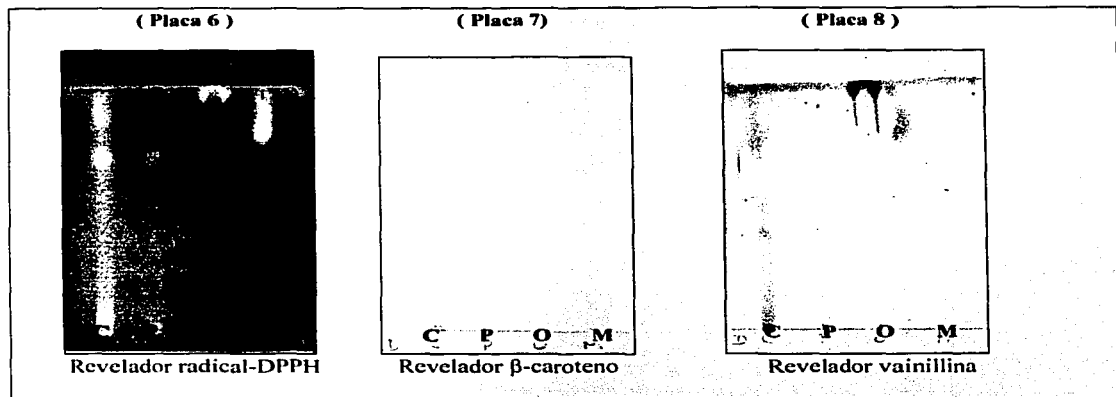 ( Placa 6 )
( Placa 7)
( Placa 8 )
C P O M
C P O M
Revelador radical-DPPH
Revelador β-caroteno
Revelador vainillina